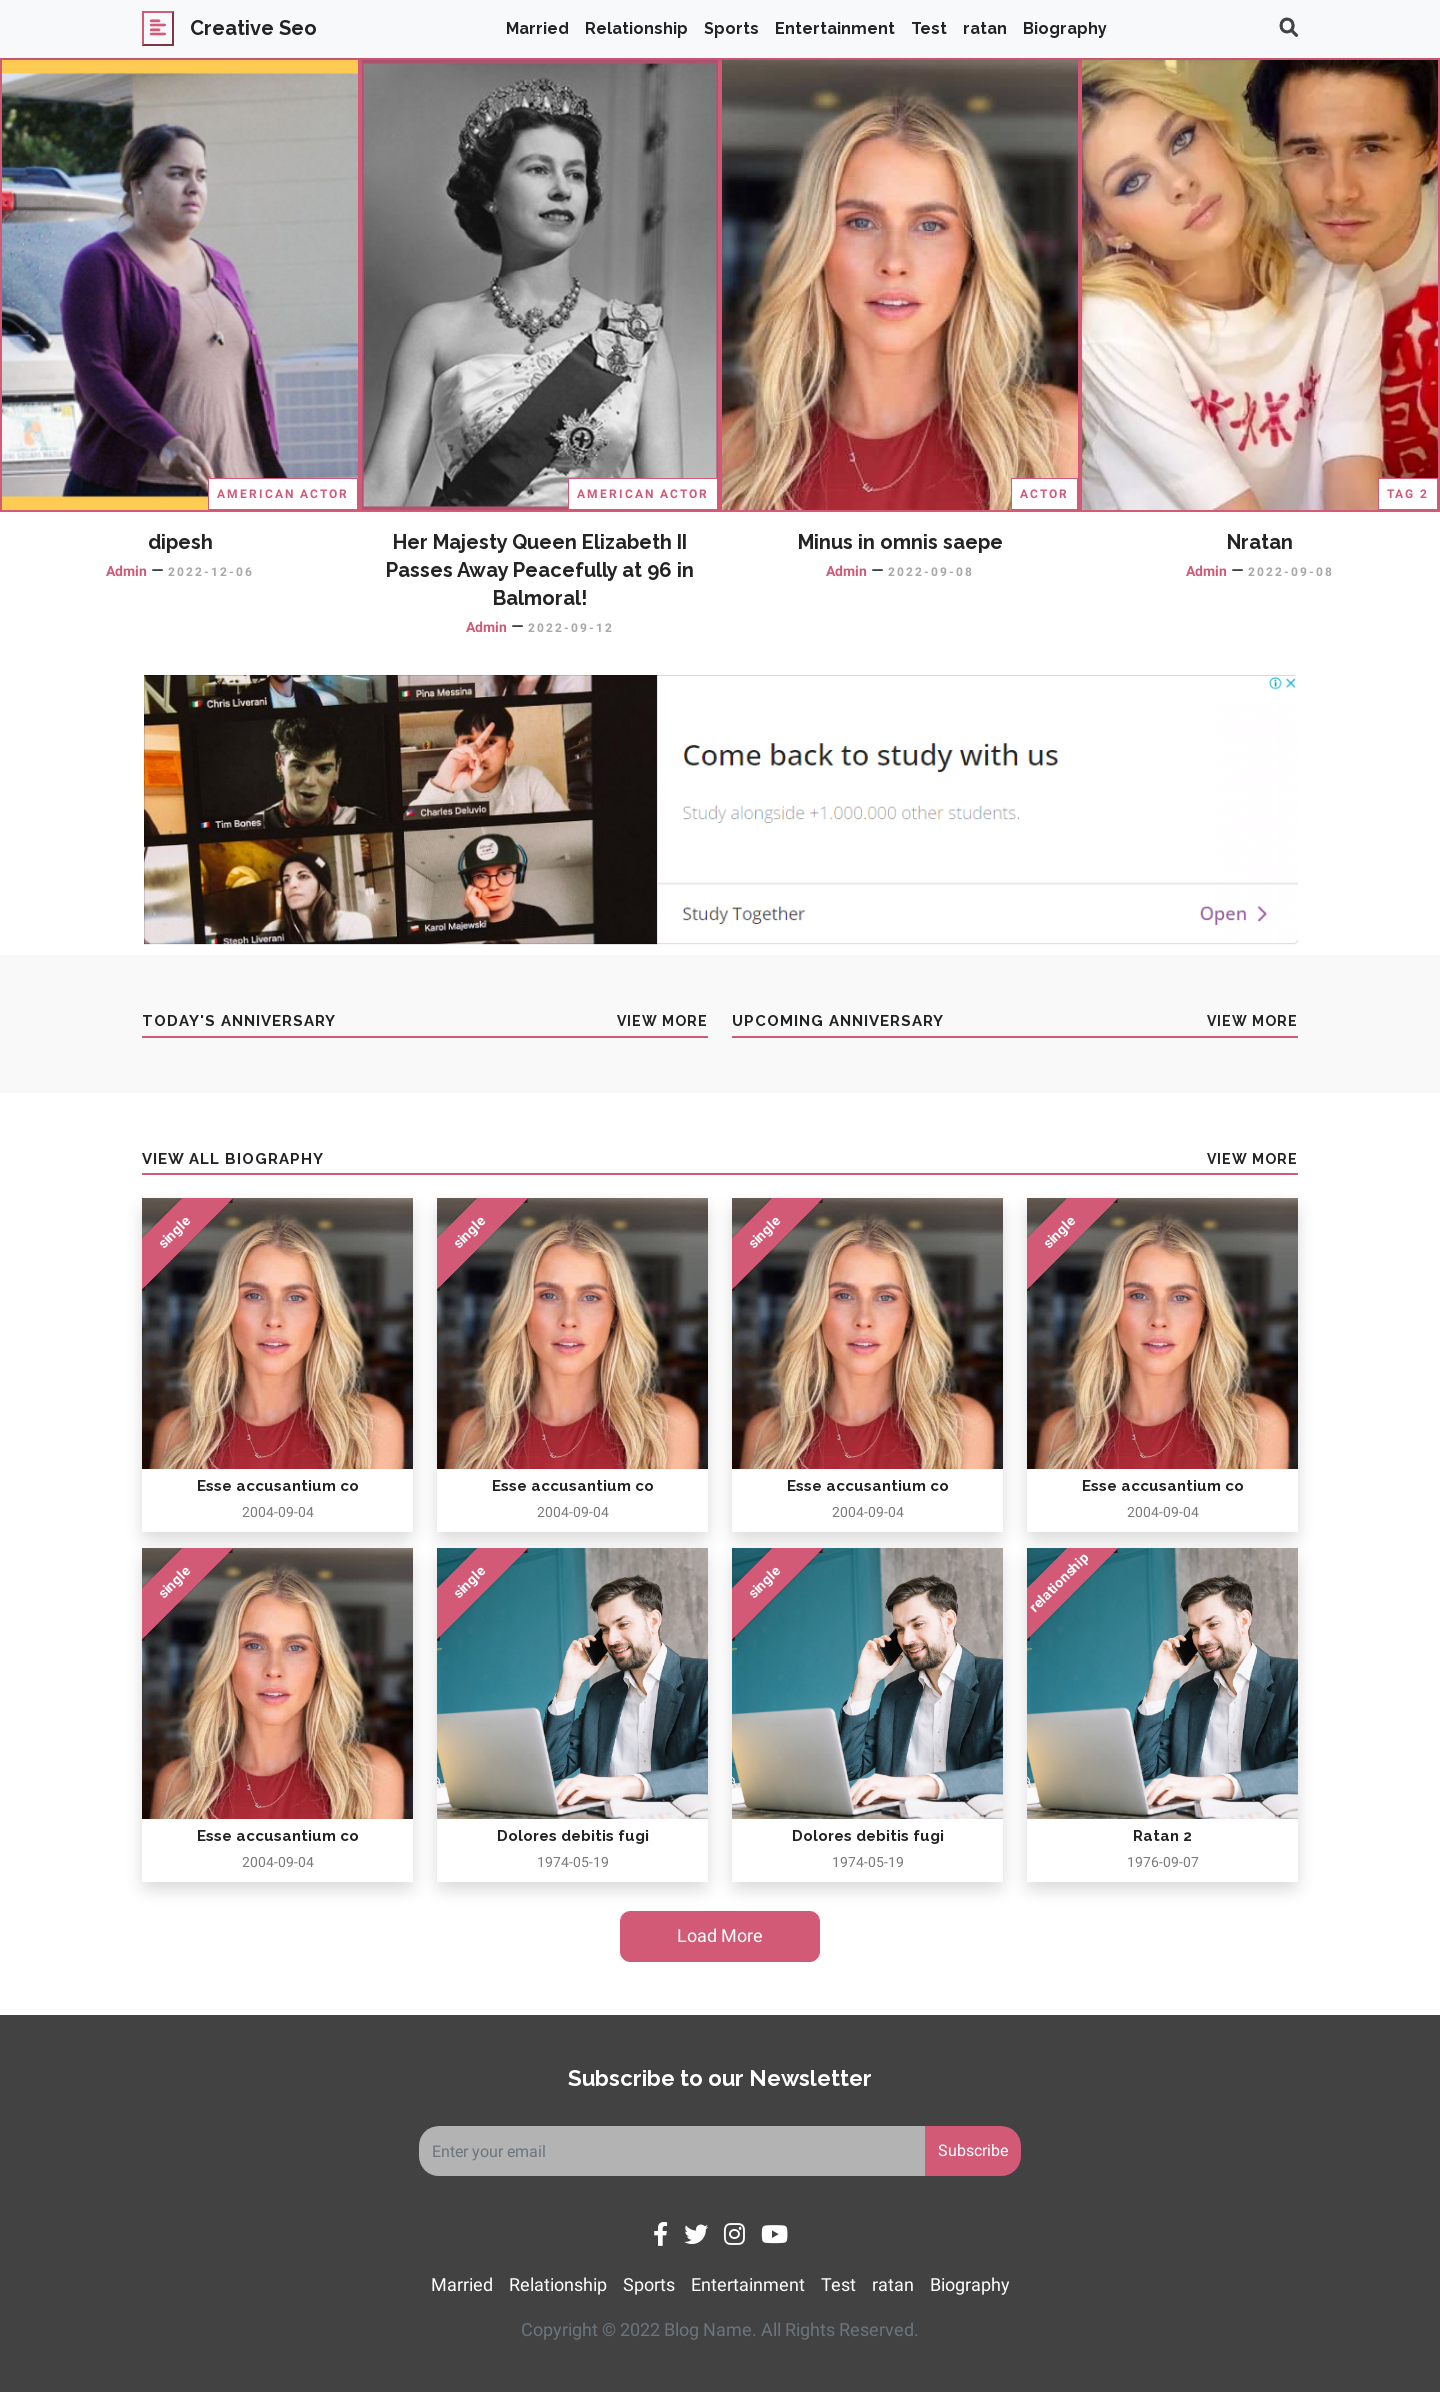 Creative Seo
Married Relationship Sports Entertainment Test ratan Biography
AMERICAN ACTOR
AMERICAN ACTOR
ACTOR
TAG 2
dipesh
Admin — 2022-12-06
Her Majesty Queen Elizabeth II
Passes Away Peacefully at 96 in
Balmoral!
Admin — 2022-09-12
Minus in omnis saepe
Admin — 2022-09-08
Nratan
Admin — 2022-09-08
Chris Liverani
Pina Messina
Tim Bones
Charles Deluvio
Steph Liverani
Karol Majewski
Come back to study with us
Study alongside +1.000.000 other students.
Study Together
Open
TODAY'S ANNIVERSARY
VIEW MORE
UPCOMING ANNIVERSARY
VIEW MORE
VIEW ALL BIOGRAPHY
VIEW MORE
single
Esse accusantium co
2004-09-04
single
Esse accusantium co
2004-09-04
single
Esse accusantium co
2004-09-04
single
Esse accusantium co
2004-09-04
single
Esse accusantium co
2004-09-04
single
Dolores debitis fugi
1974-05-19
single
Dolores debitis fugi
1974-05-19
relationship
Ratan 2
1976-09-07
Load More
Subscribe to our Newsletter
Enter your email
Subscribe
Married Relationship Sports Entertainment Test ratan Biography
Copyright © 2022 Blog Name. All Rights Reserved.